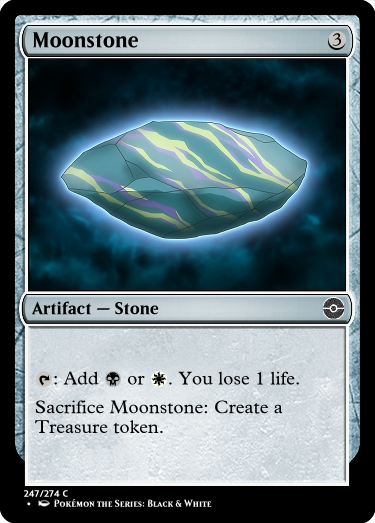 Moonstone 3
Artifact — Stone
: Add or . You lose 1 life.
Sacrifice Moonstone: Create a
Treasure token.
247/274 C
• Pokémon the Series: Black & White